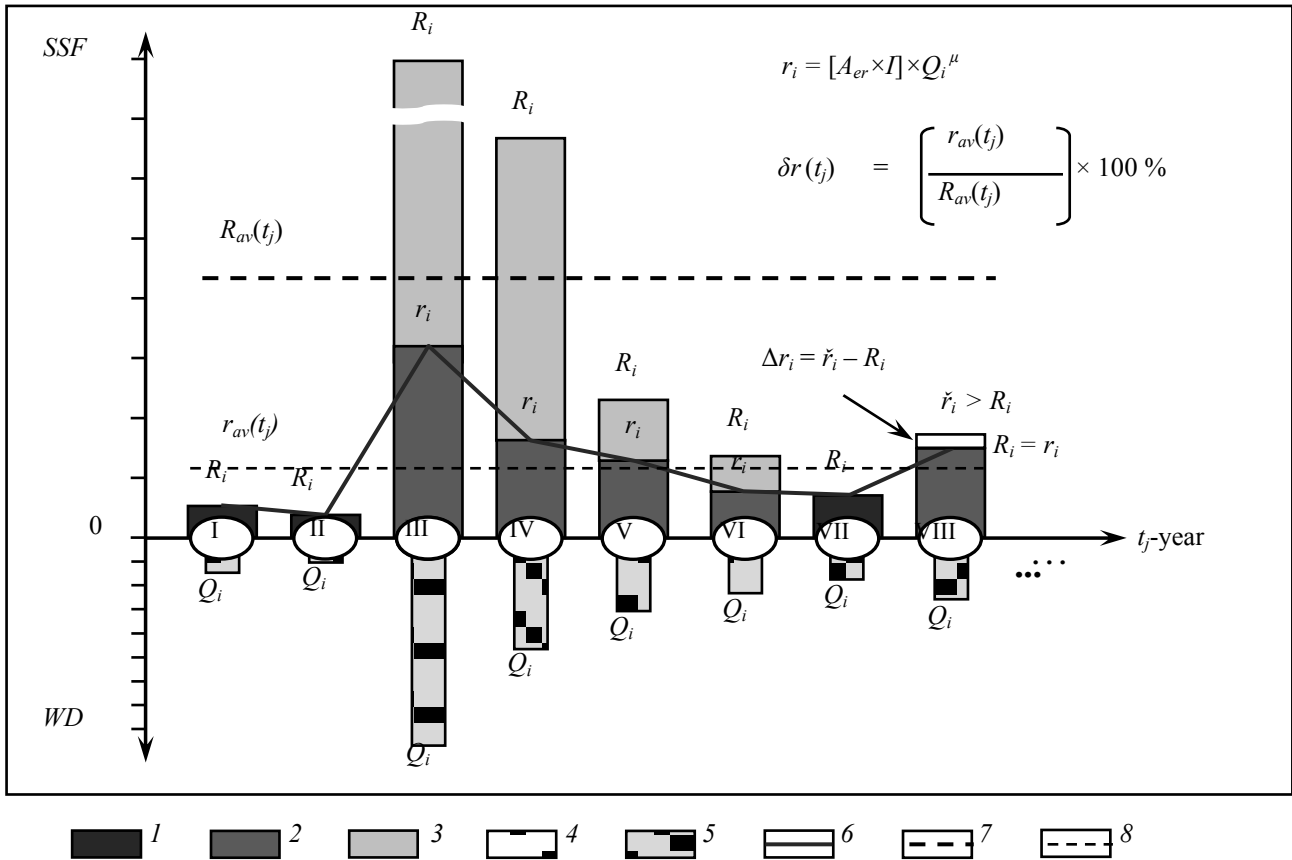 SSF
R_i
r_i = [A_er×I]×Q_i^μ
R_i
δr (t_j) = [r_av(t_j) / R_av(t_j)] × 100 %
R_av(t_j)
r_i
Δr_i = ř_i – R_i
R_i
ř_i > R_i
r_av(t_j)
r_i
r_i
R_i
R_i = r_i
R_i
R_i
r_i
R_i
0
I
II
III
IV
V
VI
VII
VIII
t_j-year
Q_i
Q_i
Q_i
Q_i
Q_i
Q_i
Q_i
Q_i
WD
1 2 3 4 5 6 7 8